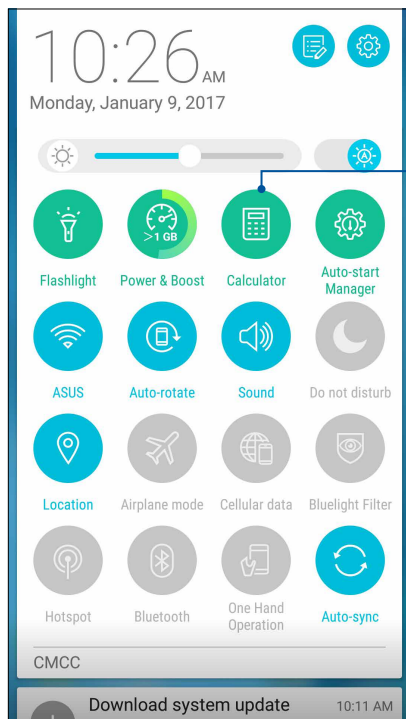 10:26 AM
Monday, January 9, 2017
A
>1 GB
Flashlight
Power & Boost
Calculator
Auto-start
Manager
ASUS
Auto-rotate
Sound
Do not disturb
Location
Airplane mode
Cellular data
Bluelight Filter
Hotspot
Bluetooth
One Hand
Operation
Auto-sync
CMCC
Download system update
10:11 AM